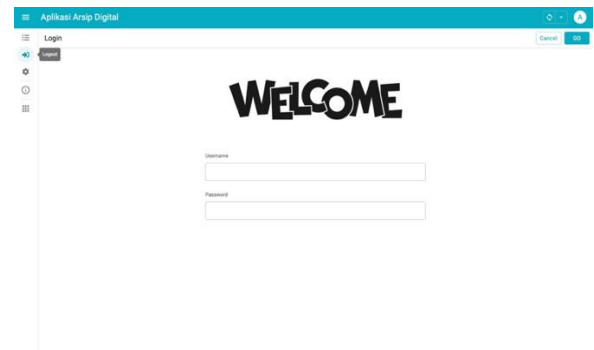 Aplikasi Arsip Digital
A
Login
Cancel
GO
Logout
WELCOME
Username
Password